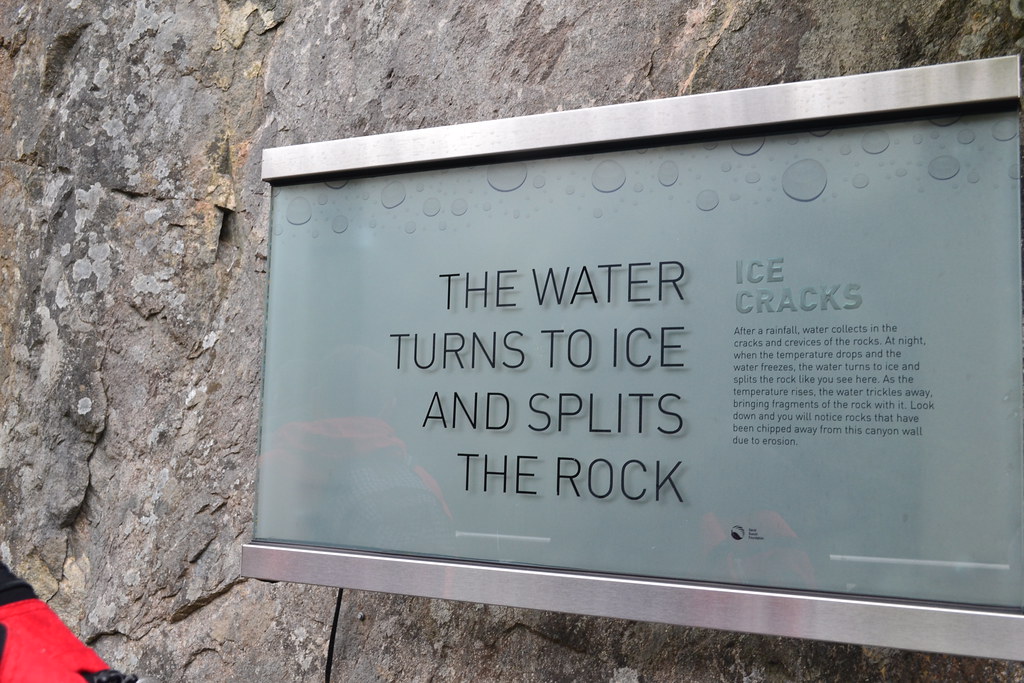 THE WATER
TURNS TO ICE
AND SPLITS
THE ROCK
ICE
CRACKS
After a rainfall, water collects in the
cracks and crevices of the rocks. At night,
when the temperature drops and the
water freezes, the water turns to ice and
splits the rock like you see here. As the
temperature rises, the water trickles away,
bringing fragments of the rock with it. Look
down and you will notice rocks that have
been chipped away from this canyon wall
due to erosion.